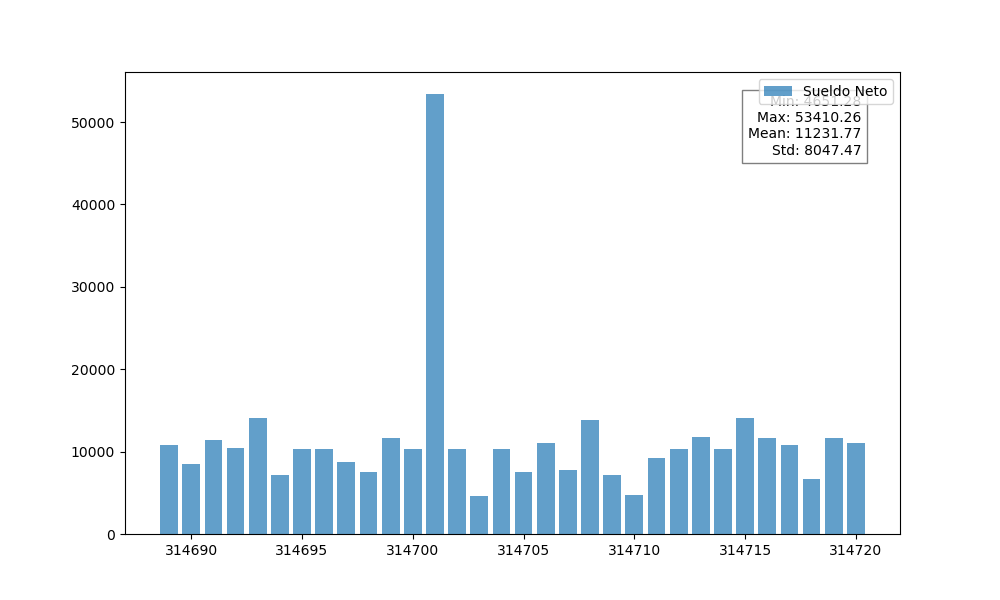 Sueldo Neto
Min: 4651.28
Max: 53410.26
Mean: 11231.77
Std: 8047.47
50000
40000
30000
20000
10000
0
314690 314695 314700 314705 314710 314715 314720